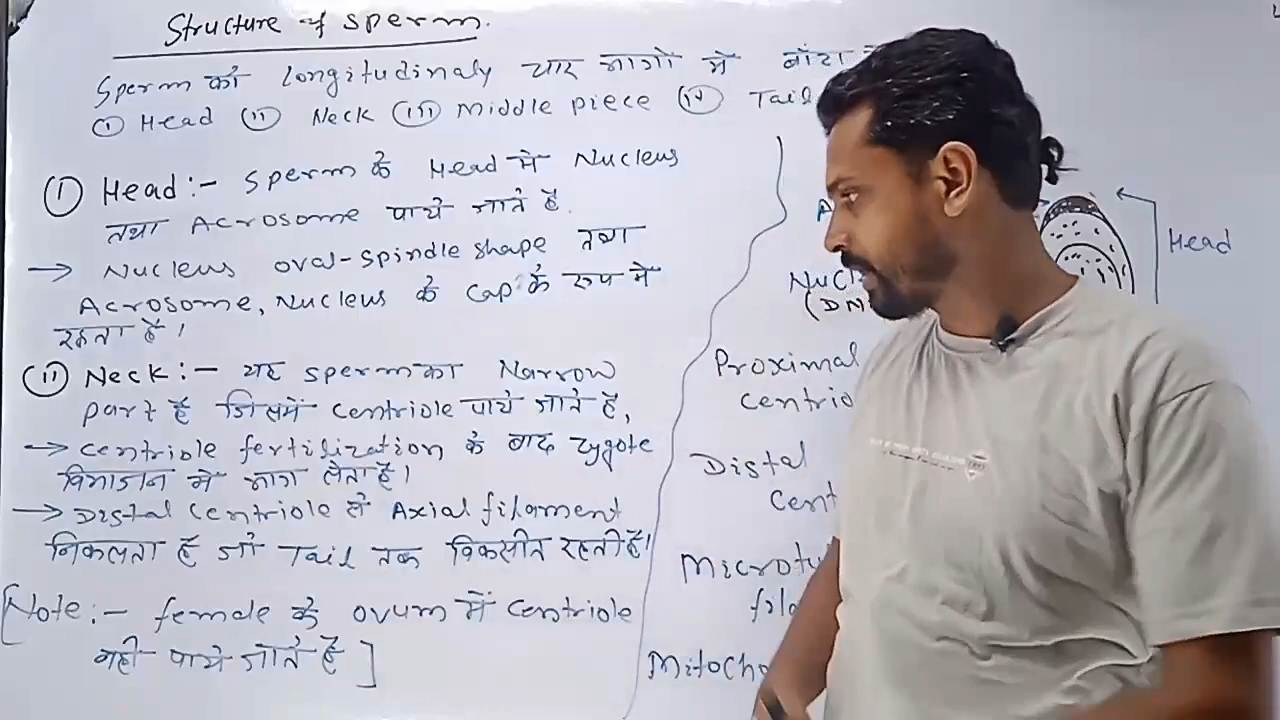 Structure of sperm.
Sperm को longitudinaly चार भागों में बाँटा
(i) Head (ii) Neck (iii) Middle piece (iv) Tail
(I) Head :- Sperm के Head में Nucleus
तथा Acrosome पाये जाते हैं.
→ Nucleus oval-spindle shape तथा
Acrosome, Nucleus के Cap के रूप में
रहता है।
(II) Neck :- यह sperm का Narrow
part है जिसमें centriole पाये जाते है,
→ centriole fertilization के बाद zygote
विभाजन में भाग लेता है।
→ Distal centriole से Axial filament
निकलता है जो Tail तक विकसीत रहती है।
[Note :- female के ovum में centriole
नही पाये जाते है ]
Head
Proximal
Distal